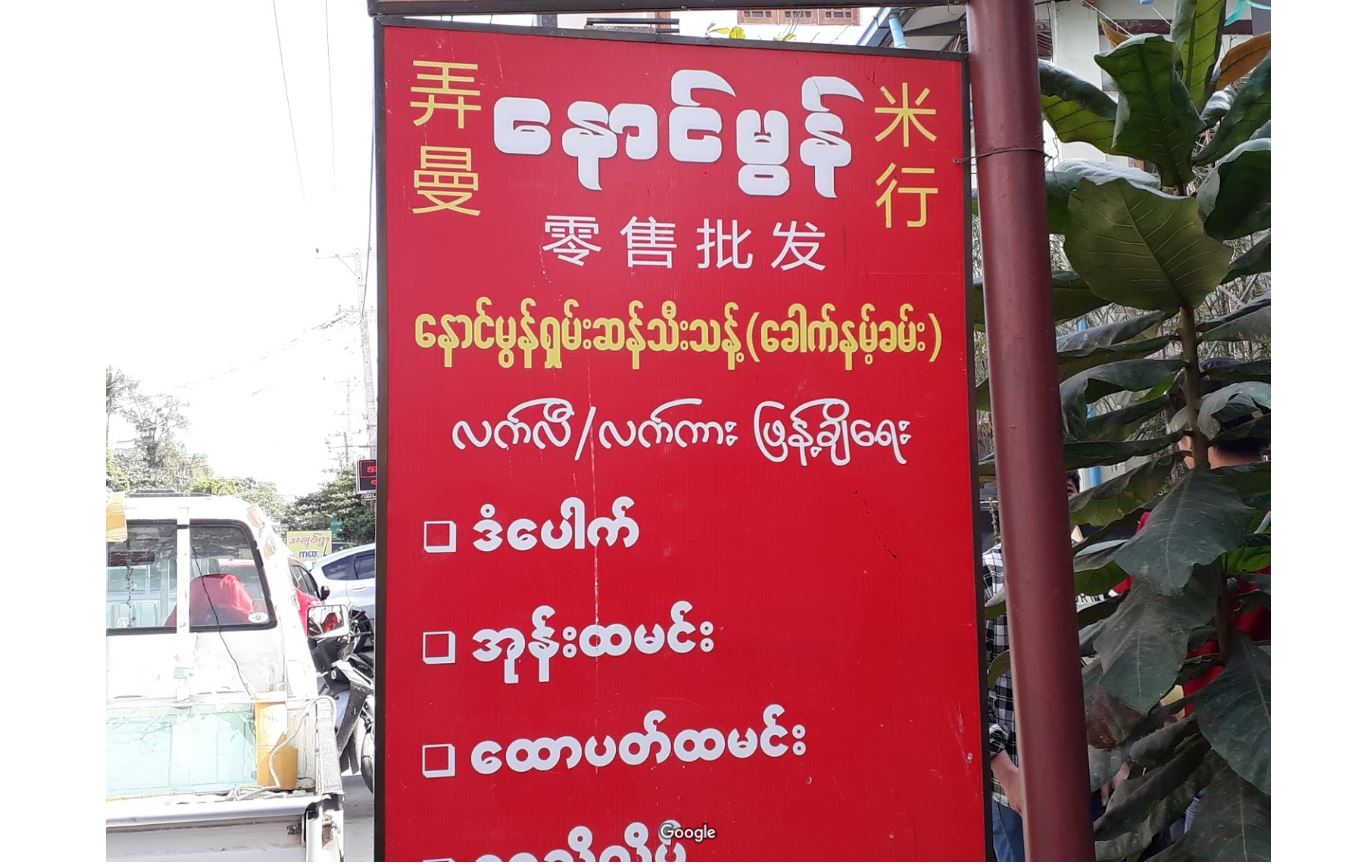 弄曼
နောင်မွန်
米行
零售批发
နောင်မွန်ရှမ်းဆန်သီးသန့်(ခေါက်နမ့်ခမ်း)
လက်လီ/လက်ကား ဖြန့်ချိရေး
ဒံပေါက်
အုန်းထမင်း
ထောပတ်ထမင်း
Google